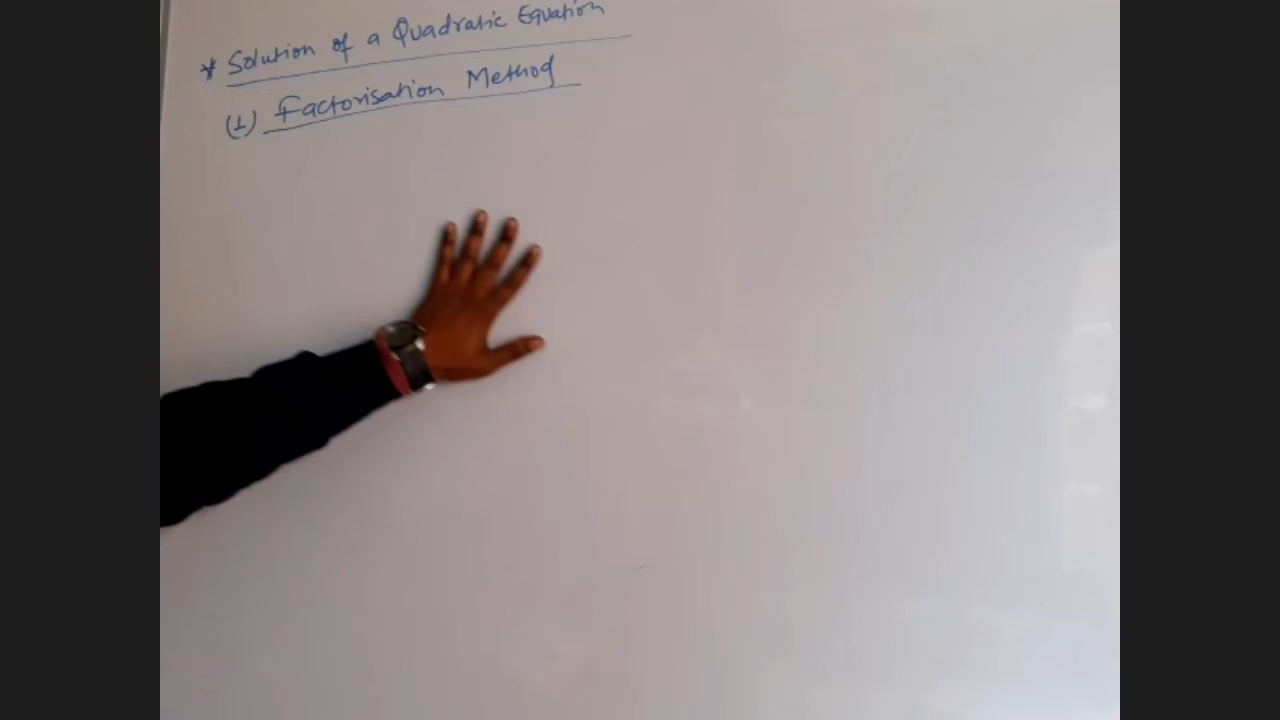 * Solution of a Quadratic Equation
(1) Factorisation Method